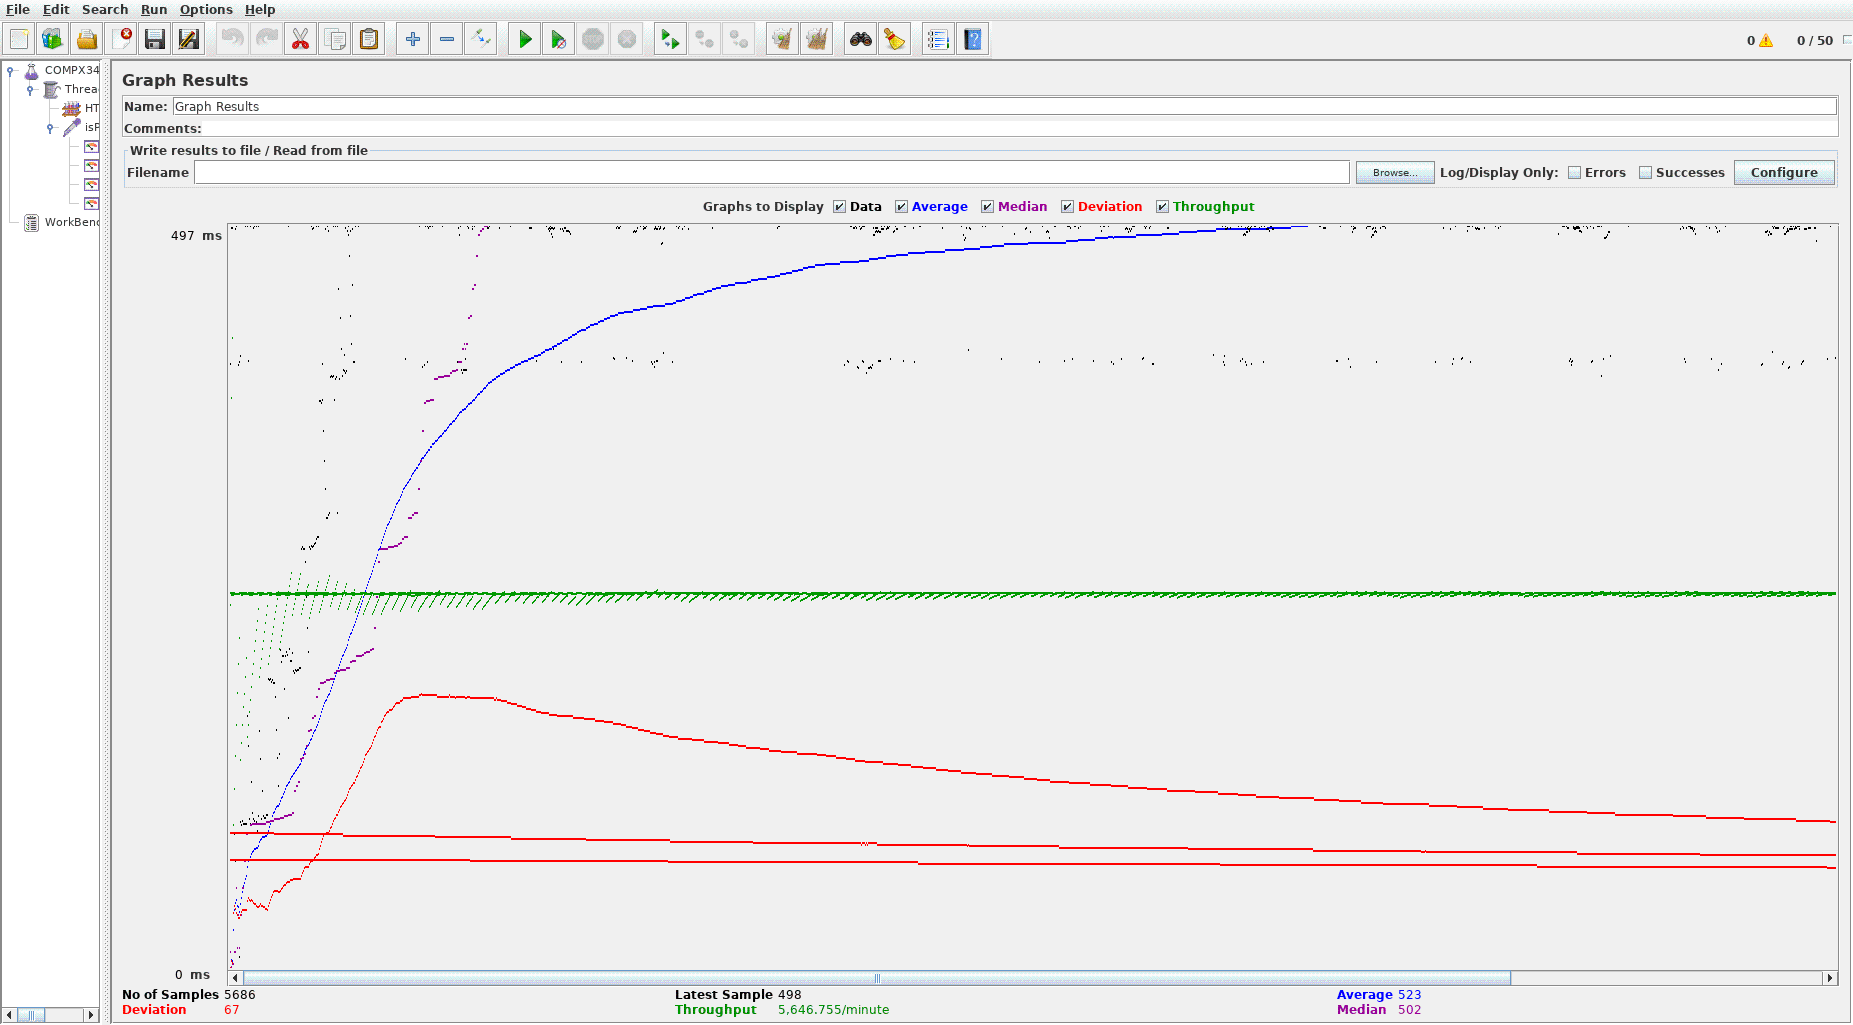 File Edit Search Run Options Help
0 0 / 50
COMPX34
Threa
HT
isP
WorkBenc
Graph Results
Name: Graph Results
Comments:
Write results to file / Read from file
Filename Browse... Log/Display Only: Errors Successes Configure
Graphs to Display Data Average Median Deviation Throughput
497 ms
0 ms
No of Samples 5686 Latest Sample 498 Average 523
Deviation 67 Throughput 5,646.755/minute Median 502